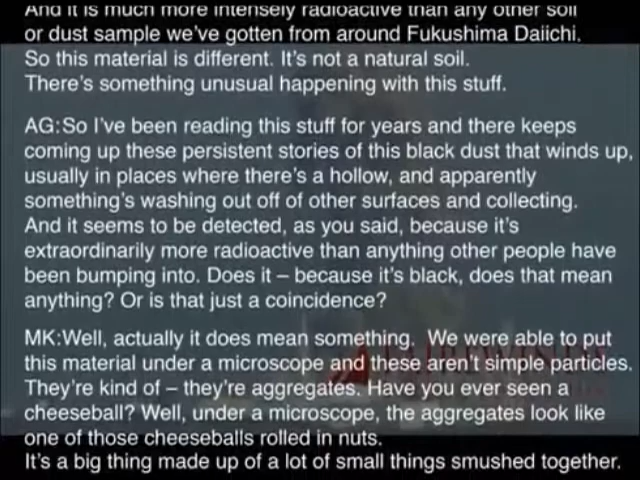 And it is much more intensely radioactive than any other soil
or dust sample we've gotten from around Fukushima Daiichi.
So this material is different. It's not a natural soil.
There's something unusual happening with this stuff.
AG:So I've been reading this stuff for years and there keeps
coming up these persistent stories of this black dust that winds up,
usually in places where there's a hollow, and apparently
something's washing out off of other surfaces and collecting.
And it seems to be detected, as you said, because it's
extraordinarily more radioactive than anything other people have
been bumping into. Does it – because it's black, does that mean
anything? Or is that just a coincidence?
MK:Well, actually it does mean something.  We were able to put
this material under a microscope and these aren't simple particles.
They're kind of – they're aggregates. Have you ever seen a
cheeseball? Well, under a microscope, the aggregates look like
one of those cheeseballs rolled in nuts.
It's a big thing made up of a lot of small things smushed together.